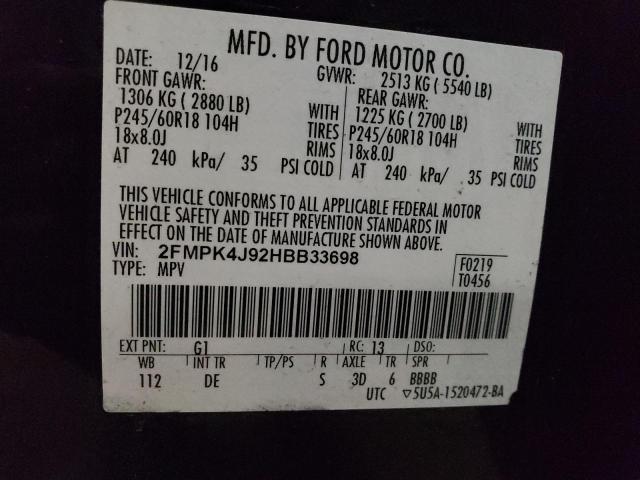 MFD. BY FORD MOTOR CO.
DATE: 12/16
GVWR: 2513 KG ( 5540 LB)
FRONT GAWR:
1306 KG ( 2880 LB)
P245/60R18 104H
18x8.0J
WITH
TIRES
RIMS
AT 240 kPa/ 35 PSI COLD
REAR GAWR:
1225 KG ( 2700 LB)
P245/60R18 104H
18x8.0J
WITH
TIRES
RIMS
AT 240 kPa/ 35 PSI COLD
THIS VEHICLE CONFORMS TO ALL APPLICABLE FEDERAL MOTOR
VEHICLE SAFETY AND THEFT PREVENTION STANDARDS IN
EFFECT ON THE DATE OF MANUFACTURE SHOWN ABOVE.
VIN: 2FMPK4J92HBB33698
TYPE: MPV
F0219
T0456
EXT PNT: G1 RC: 13 DSO:
WB INT TR TP/PS R AXLE TR SPR
112 DE S 3D 6 BBBB
UTC ▽5U5A-1520472-BA